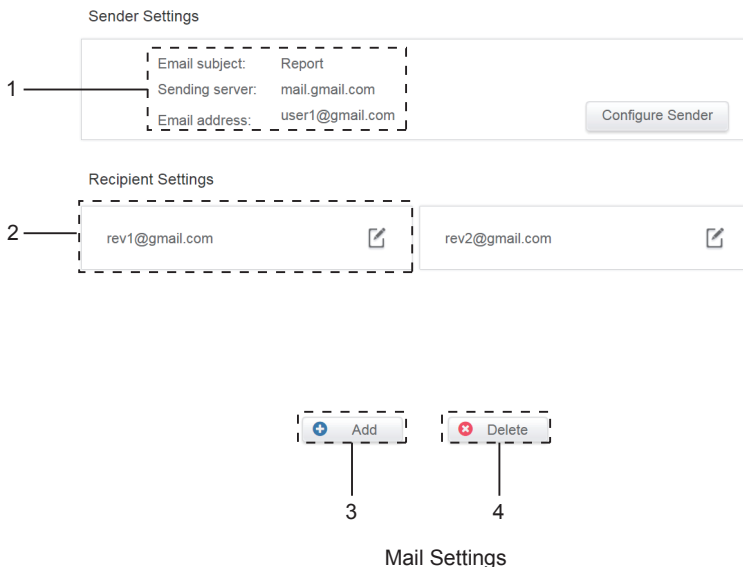 Sender Settings
1
Email subject: Report
Sending server: mail.gmail.com
Email address: user1@gmail.com
Configure Sender
Recipient Settings
2
rev1@gmail.com
rev2@gmail.com
Add
Delete
3
4
Mail Settings